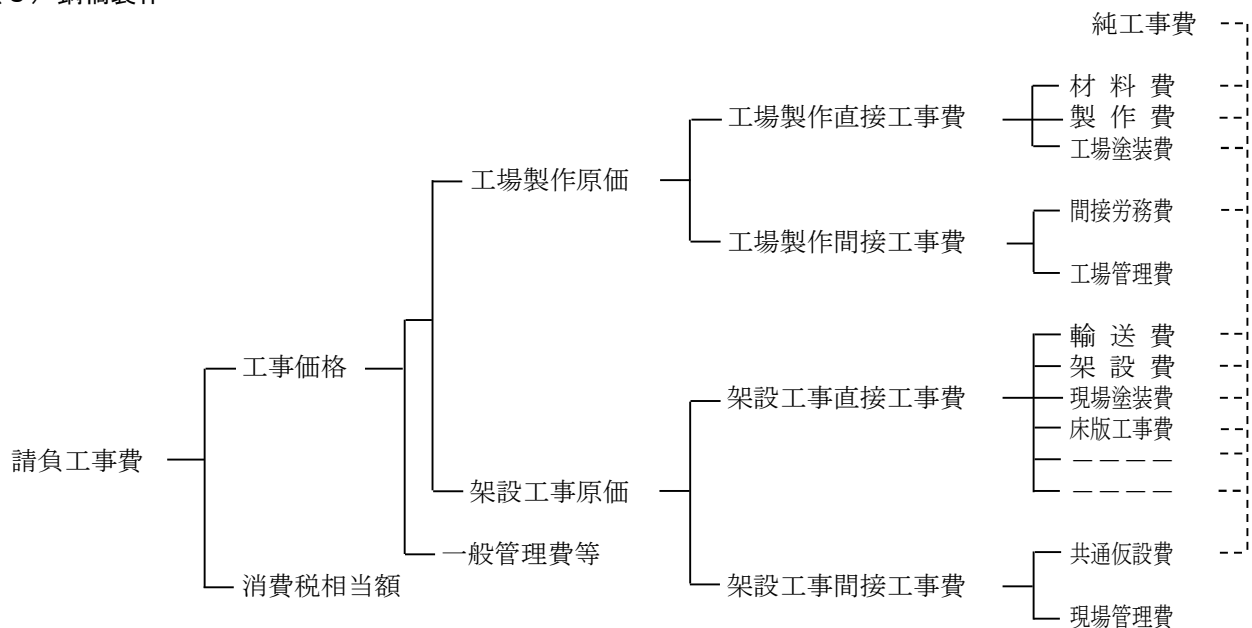 純工事費
材 料 費
工場製作直接工事費
製 作 費
工場塗装費
工場製作原価
間接労務費
工場製作間接工事費
工場管理費
輸 送 費
工事価格
架 設 費
架設工事直接工事費
現場塗装費
床版工事費
請負工事費
－－－－
架設工事原価
－－－－
一般管理費等
共通仮設費
消費税相当額
架設工事間接工事費
現場管理費